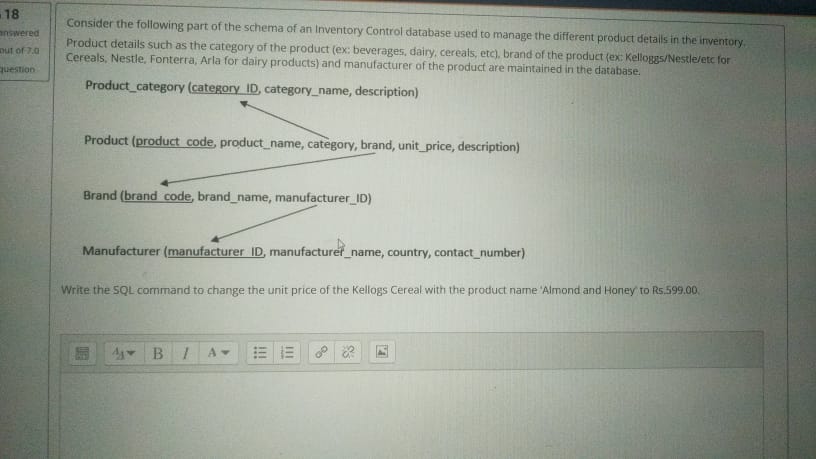 18
answered
out of 7.0
question
Consider the following part of the schema of an Inventory Control database used to manage the different product details in the inventory.
Product details such as the category of the product (ex: beverages, dairy, cereals, etc), brand of the product (ex: Kelloggs/Nestle/etc for
Cereals, Nestle, Fonterra, Arla for dairy products) and manufacturer of the product are maintained in the database.
Product_category (category_ID, category_name, description)
Product (product_code, product_name, category, brand, unit_price, description)
Brand (brand_code, brand_name, manufacturer_ID)
Manufacturer (manufacturer_ID, manufacturer_name, country, contact_number)
Write the SQL command to change the unit price of the Kellogs Cereal with the product name 'Almond and Honey' to Rs.599.00.
B I A